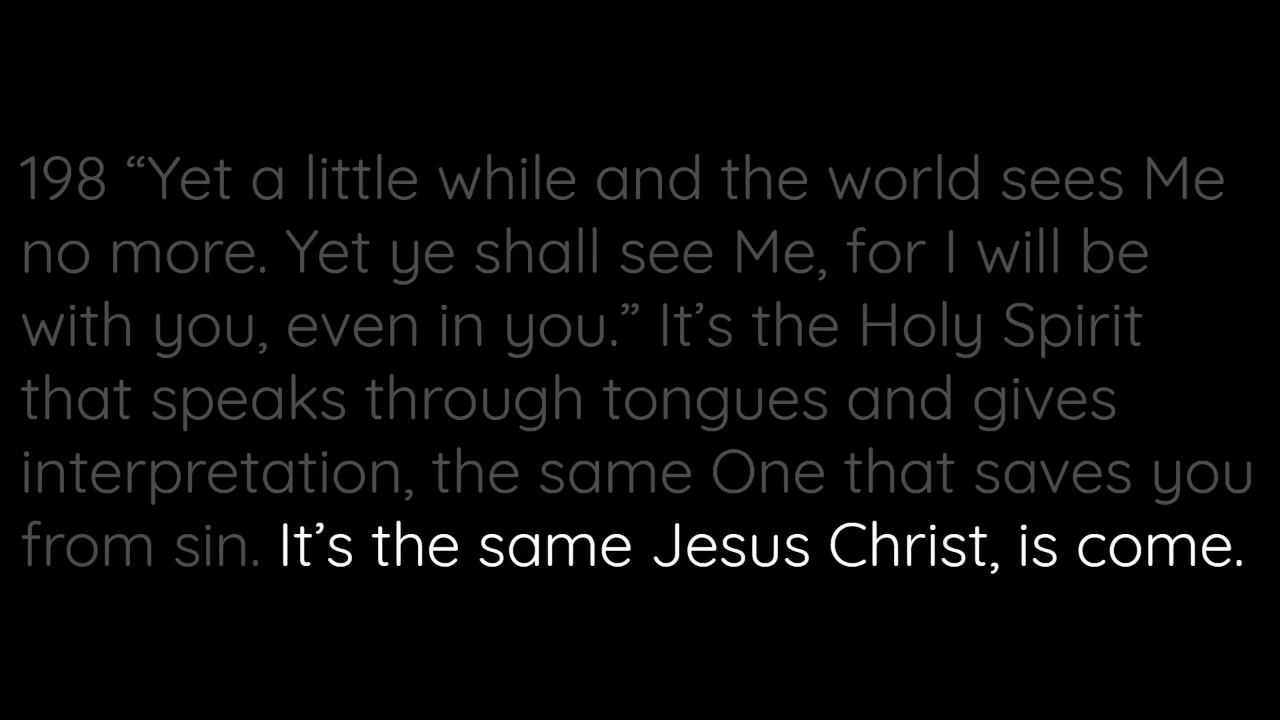 198 “Yet a little while and the world sees Me
no more. Yet ye shall see Me, for I will be
with you, even in you.” It’s the Holy Spirit
that speaks through tongues and gives
interpretation, the same One that saves you
from sin. It’s the same Jesus Christ, is come.